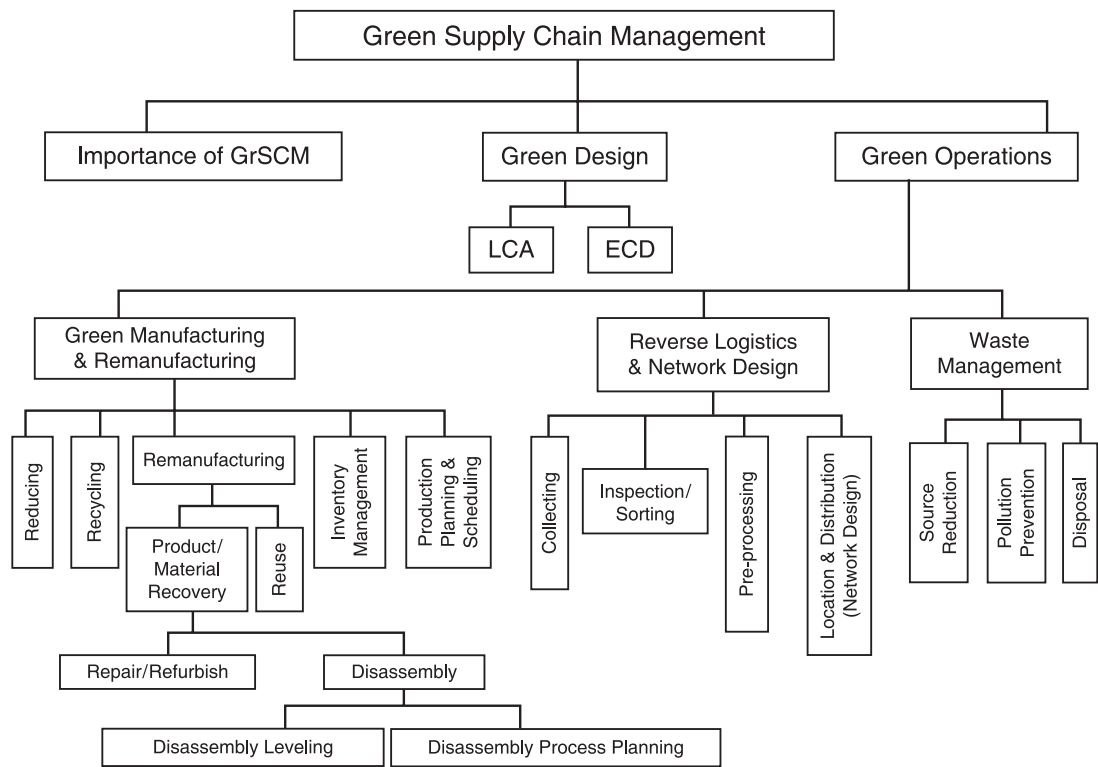 Green Supply Chain Management
Importance of GrSCM
Green Design
Green Operations
LCA
ECD
Green Manufacturing
& Remanufacturing
Reverse Logistics
& Network Design
Waste
Management
Reducing
Recycling
Remanufacturing
Inventory
Management
Production
Planning &
Scheduling
Collecting
Inspection/
Sorting
Pre-processing
Location & Distribution
(Network Design)
Source
Reduction
Pollution
Prevention
Disposal
Product/
Material
Recovery
Reuse
Repair/Refurbish
Disassembly
Disassembly Leveling
Disassembly Process Planning